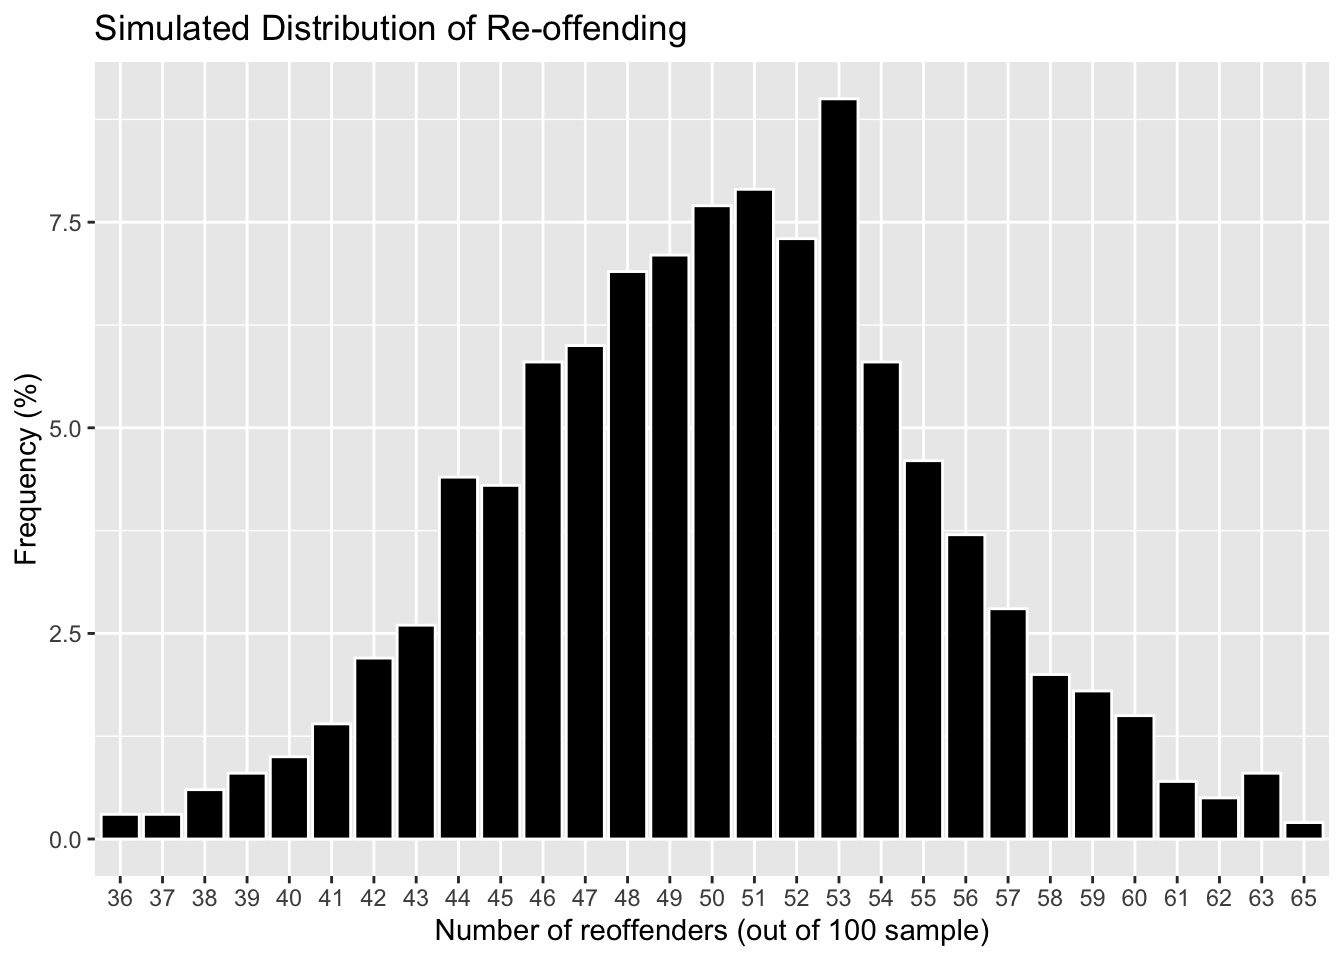 Simulated Distribution of Re-offending
Frequency (%)
7.5
5.0
2.5
0.0
36 37 38 39 40 41 42 43 44 45 46 47 48 49 50 51 52 53 54 55 56 57 58 59 60 61 62 63 65
Number of reoffenders (out of 100 sample)